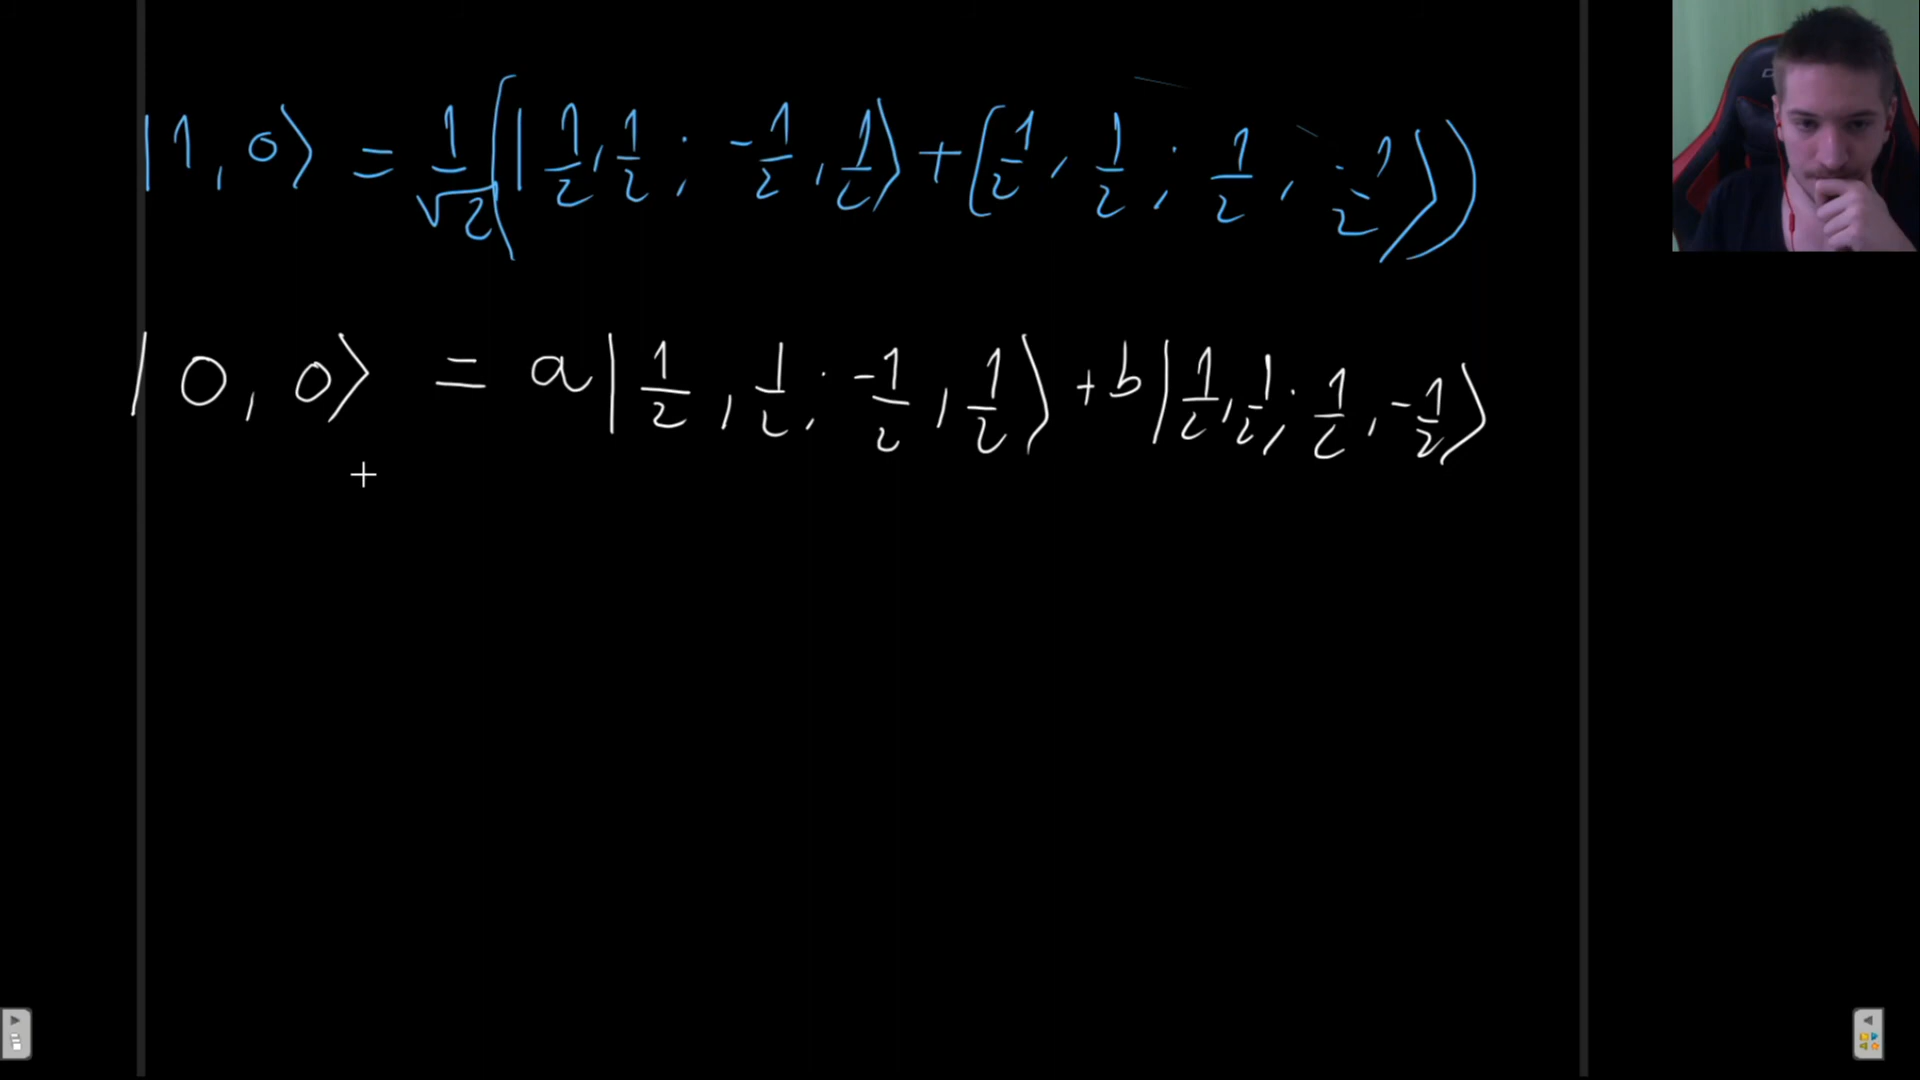 |1, 0⟩ = 1/√2 (|1/2, 1/2; -1/2, 1/2⟩ + |1/2, 1/2; 1/2, -1/2⟩)
|0, 0⟩ = a|1/2, 1/2; -1/2, 1/2⟩ + b|1/2, 1/2; 1/2, -1/2⟩